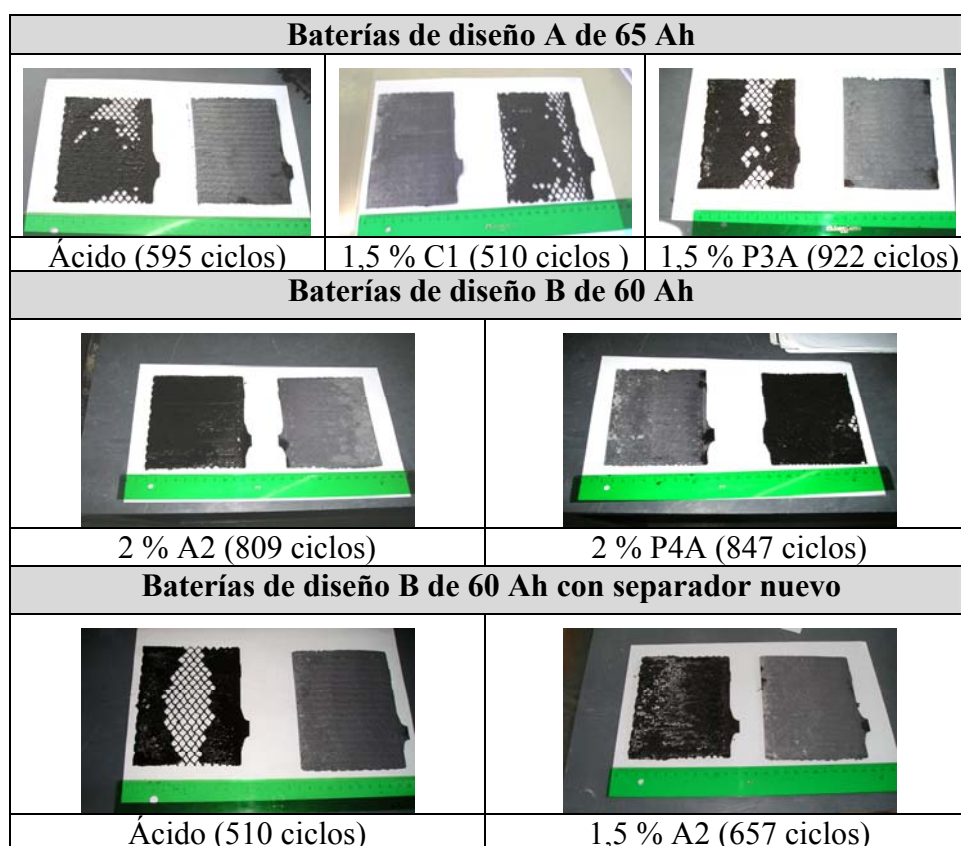 Baterías de diseño A de 65 Ah
Ácido (595 ciclos)
1,5 % C1 (510 ciclos )
1,5 % P3A (922 ciclos)
Baterías de diseño B de 60 Ah
2 % A2 (809 ciclos)
2 % P4A (847 ciclos)
Baterías de diseño B de 60 Ah con separador nuevo
Ácido (510 ciclos)
1,5 % A2 (657 ciclos)